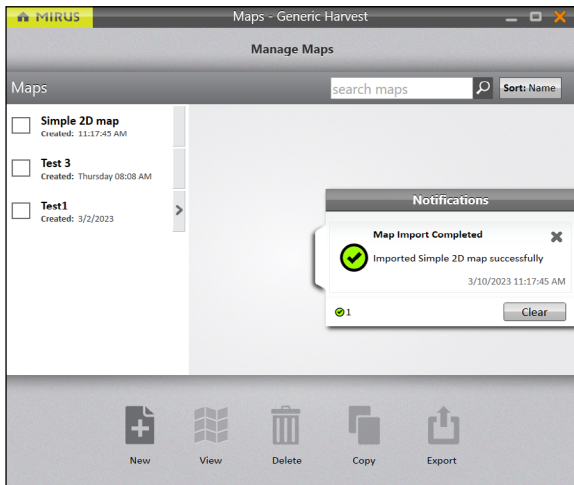 MIRUS
Maps - Generic Harvest
Manage Maps
Maps
search maps
Sort: Name
Simple 2D map
Created: 11:17:45 AM
Test 3
Created: Thursday 08:08 AM
Test1
Created: 3/2/2023
Notifications
Map Import Completed
Imported Simple 2D map successfully
3/10/2023 11:17:45 AM
1
Clear
New
View
Delete
Copy
Export